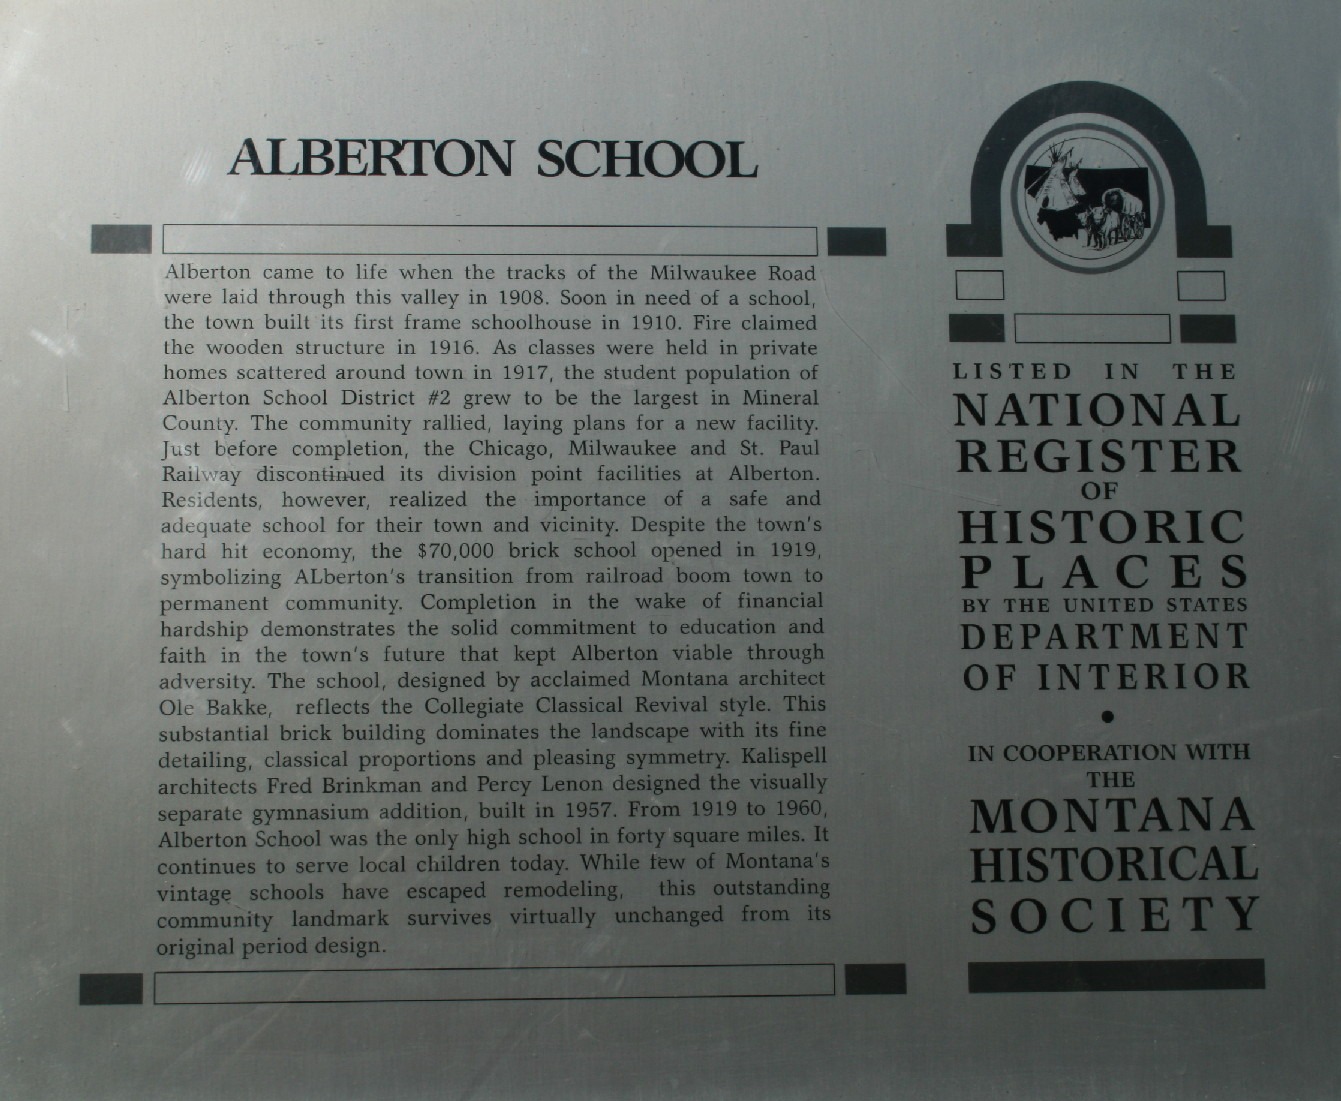 ALBERTON SCHOOL
Alberton came to life when the tracks of the Milwaukee Road
were laid through this valley in 1908. Soon in need of a school,
the town built its first frame schoolhouse in 1910. Fire claimed
the wooden structure in 1916. As classes were held in private
homes scattered around town in 1917, the student population of
Alberton School District #2 grew to be the largest in Mineral
County. The community rallied, laying plans for a new facility.
Just before completion, the Chicago, Milwaukee and St. Paul
Railway discontinued its division point facilities at Alberton.
Residents, however, realized the importance of a safe and
adequate school for their town and vicinity. Despite the town's
hard hit economy, the $70,000 brick school opened in 1919,
symbolizing ALberton's transition from railroad boom town to
permanent community. Completion in the wake of financial
hardship demonstrates the solid commitment to education and
faith in the town's future that kept Alberton viable through
adversity. The school, designed by acclaimed Montana architect
Ole Bakke, reflects the Collegiate Classical Revival style. This
substantial brick building dominates the landscape with its fine
detailing, classical proportions and pleasing symmetry. Kalispell
architects Fred Brinkman and Percy Lenon designed the visually
separate gymnasium addition, built in 1957. From 1919 to 1960,
Alberton School was the only high school in forty square miles. It
continues to serve local children today. While few of Montana's
vintage schools have escaped remodeling, this outstanding
community landmark survives virtually unchanged from its
original period design.
LISTED IN THE
NATIONAL
REGISTER
OF
HISTORIC
PLACES
BY THE UNITED STATES
DEPARTMENT
OF INTERIOR
•
IN COOPERATION WITH
THE
MONTANA
HISTORICAL
SOCIETY